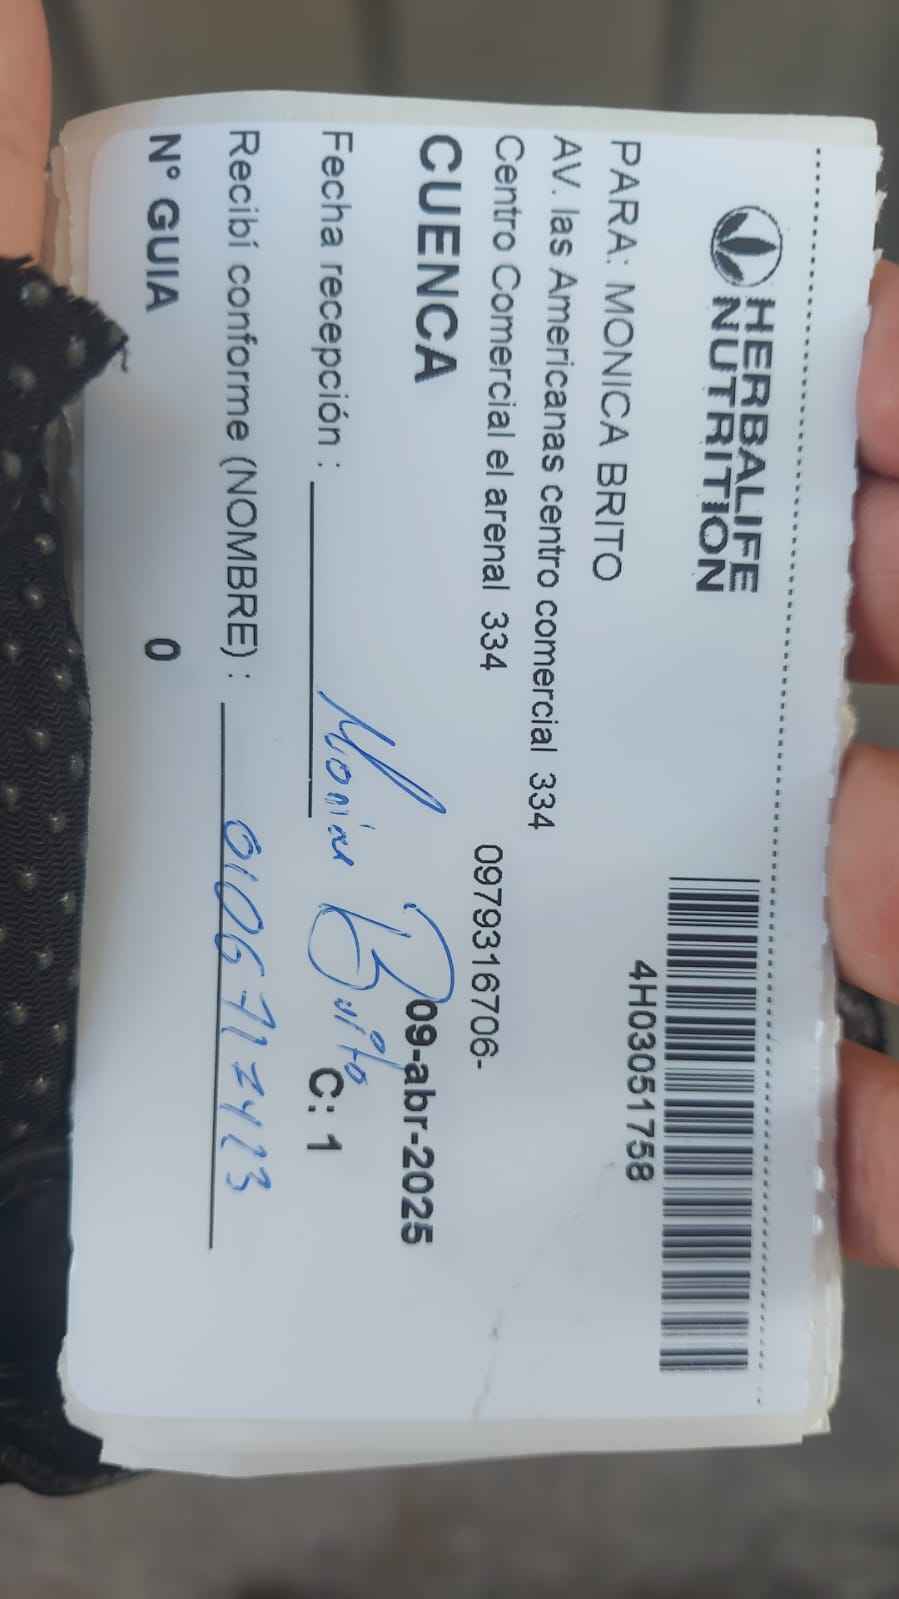 HERBALIFE
NUTRITION
4H03051758
PARA: MONICA BRITO
AV. las Americanas centro comercial 334
Centro Comercial el arenal 334 0979316706-
CUENCA 09-abr-2025
Fecha recepción : Monica Brito C: 1
Recibí conforme (NOMBRE) :
N° GUIA 0